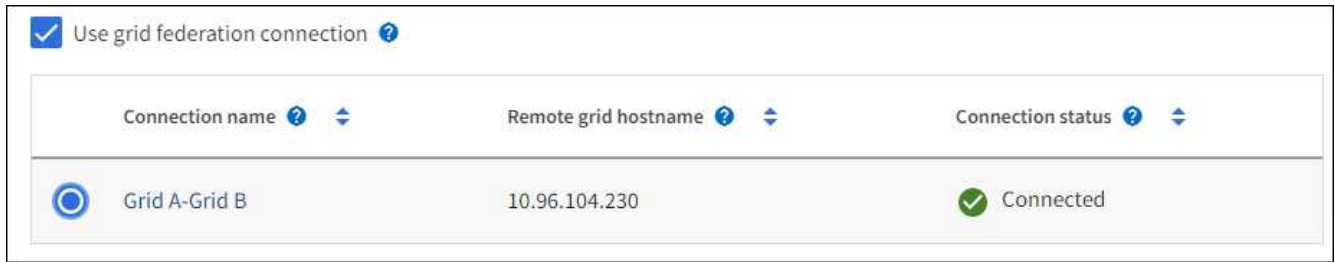 Use grid federation connection
Connection name Remote grid hostname Connection status
Grid A-Grid B 10.96.104.230 Connected